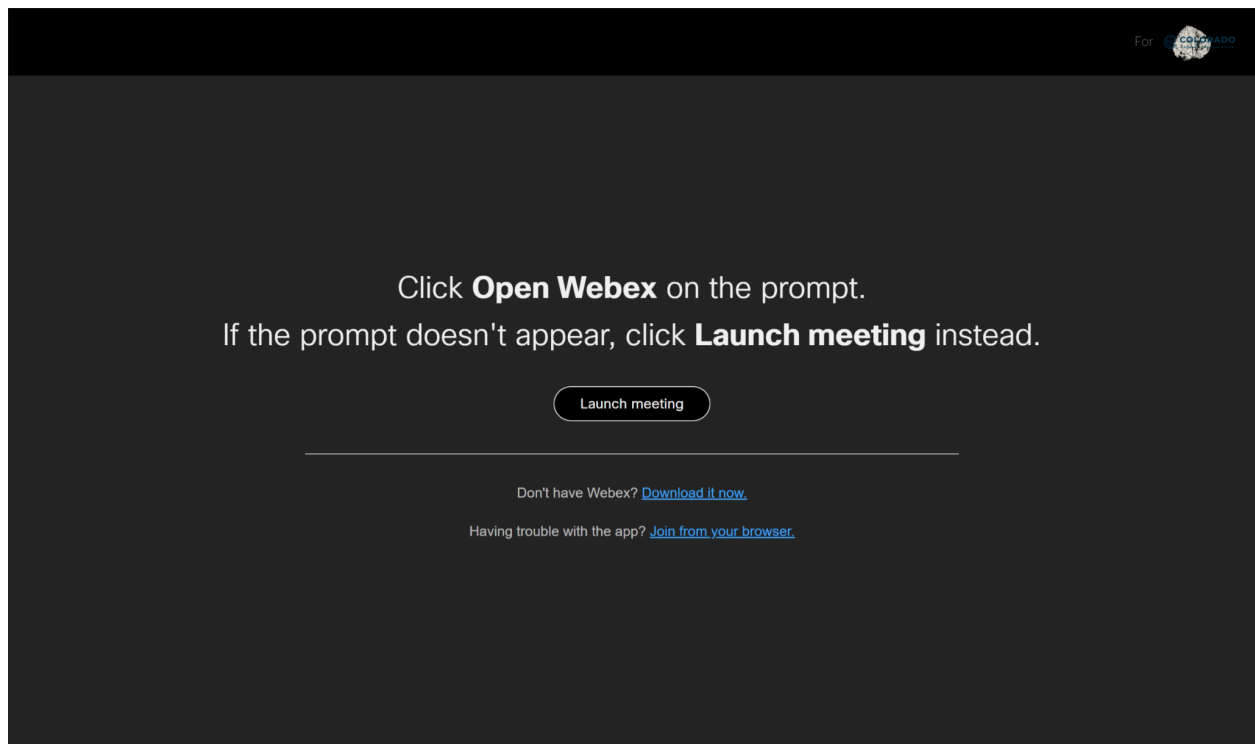 For COLORADO
Click Open Webex on the prompt.
If the prompt doesn't appear, click Launch meeting instead.
Launch meeting
Don't have Webex? Download it now.
Having trouble with the app? Join from your browser.